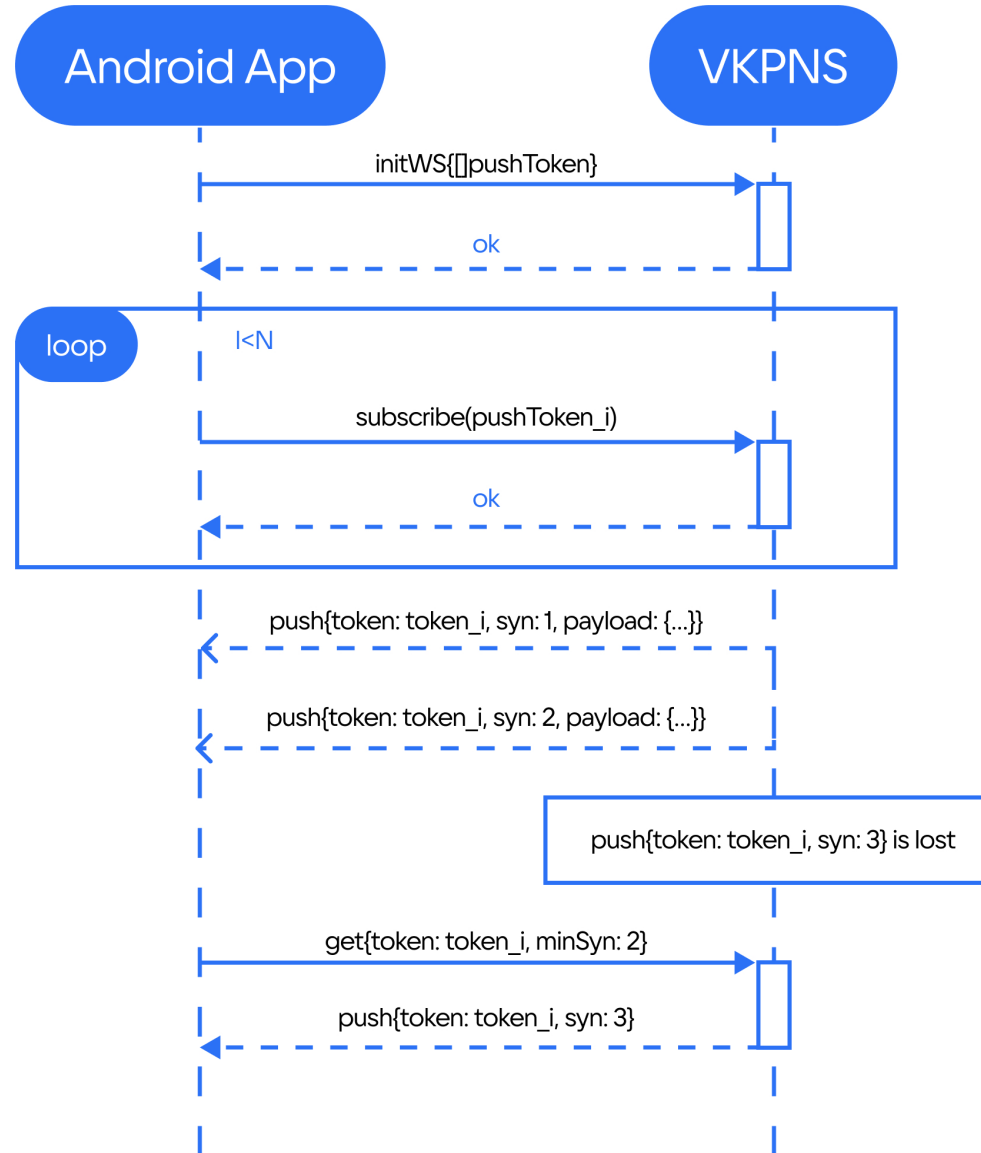 Android App
VKPNS
initWS{[]pushToken}
ok
loop
I<N
subscribe(pushToken_i)
ok
push{token: token_i, syn: 1, payload: {...}}
push{token: token_i, syn: 2, payload: {...}}
push{token: token_i, syn: 3} is lost
get{token: token_i, minSyn: 2}
push{token: token_i, syn: 3}